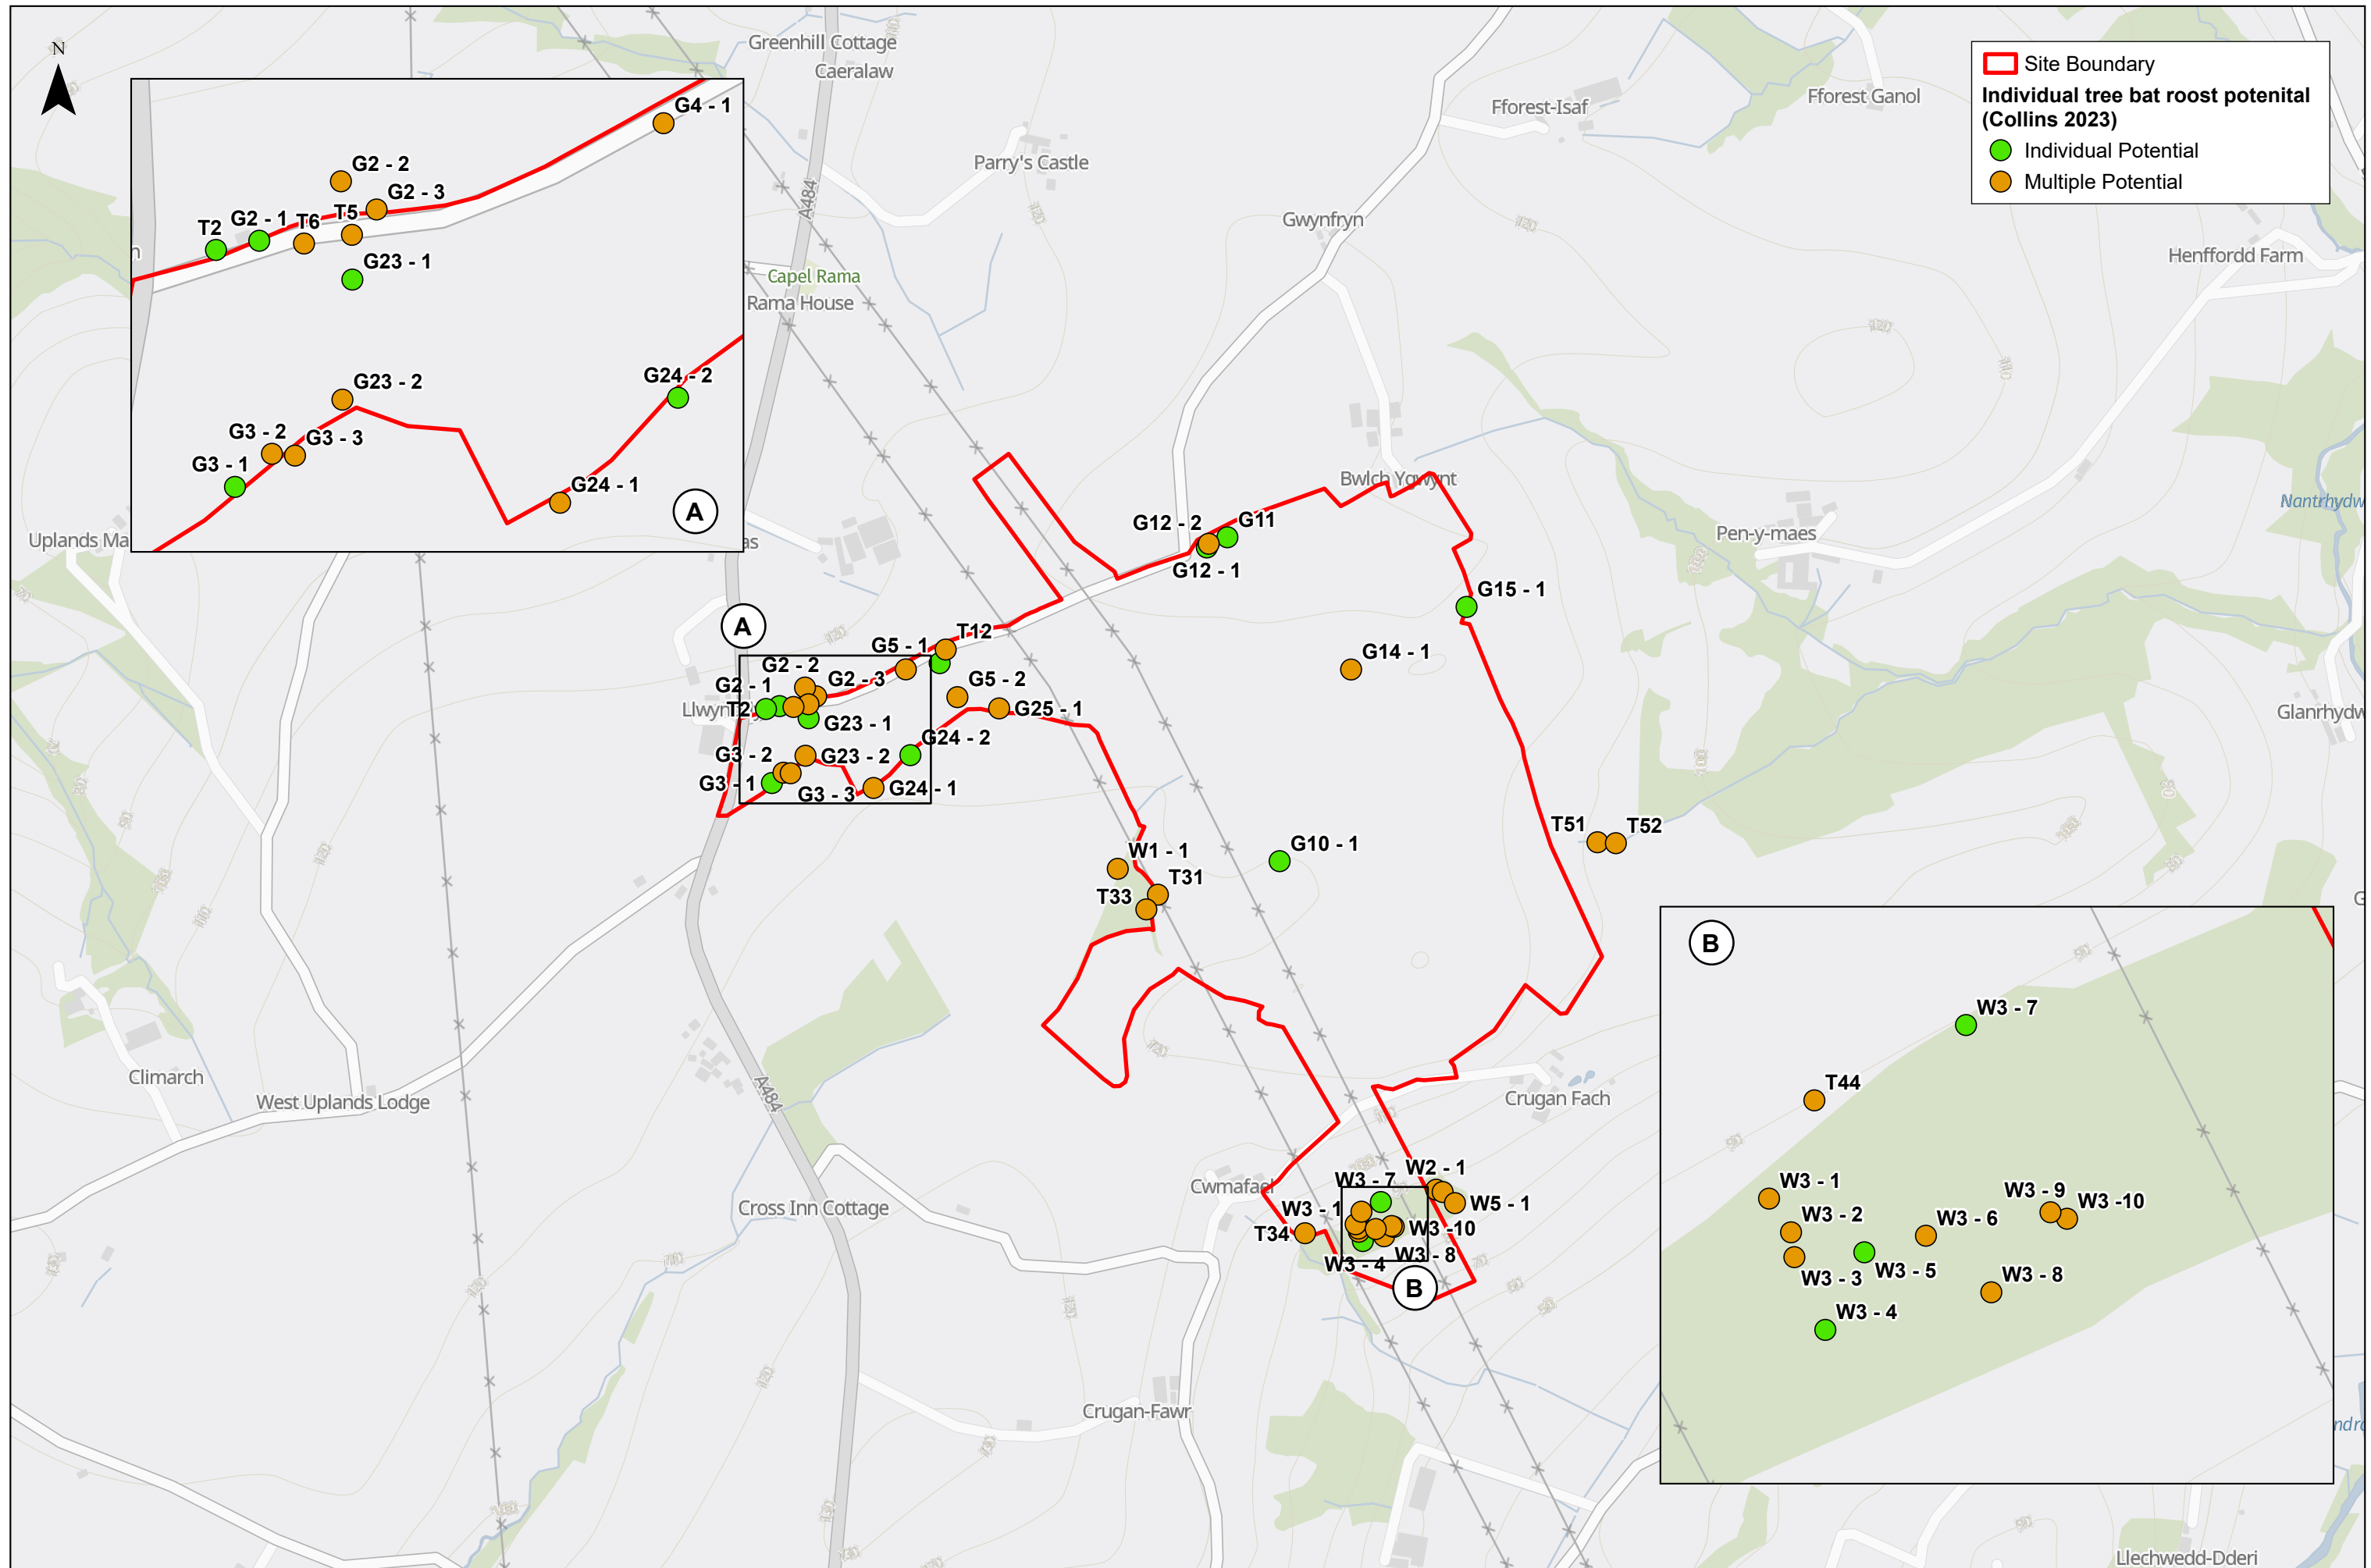 N
Greenhill Cottage
Caeralaw
Fforest-Isaf
Fforest Ganol
Parry's Castle
A484
Gwynfryn
Henffordd Farm
Capel Rama
Rama House
Site Boundary
Individual tree bat roost potenital
(Collins 2023)
Individual Potential
Multiple Potential
G4 - 1
G2 - 2
G2 - 3
T2
G2 - 1
T6
T5
G23 - 1
G23 - 2
G24 - 2
G3 - 2
G3 - 3
G3 - 1
G24 - 1
A
Uplands Ma
as
Bwlch Ygwynt
Nantrhydw
Pen-y-maes
G12 - 2
G11
G12 - 1
G15 - 1
A
120
G5 - 1
T12
G14 - 1
G2 - 2
G2 - 1
G2 - 3
G5 - 2
T2
G25 - 1
G23 - 1
Glanrhydw
G24 - 2
G3 - 2
G23 - 2
G3 - 1
G3 - 3
G24 - 1
T51
T52
W1 - 1
G10 - 1
T31
T33
Climarch
West Uplands Lodge
A484
Crugan Fach
Cross Inn Cottage
Cwmafael
W2 - 1
W3 - 7
W3 - 1
W5 - 1
T34
W3 -10
W3 - 4
W3 - 8
B
Crugan-Fawr
B
W3 - 7
T44
W3 - 1
W3 - 9
W3 -10
W3 - 2
W3 - 6
W3 - 3
W3 - 5
W3 - 8
W3 - 4
90
90
Llechwedd-Dderi